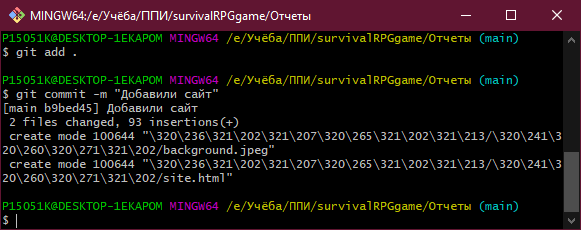 MINGW64:/e/Учёба/ППИ/survivalRPGgame/Отчеты
P15051K@DESKTOP-1EKAPOM MINGW64 /e/Учёба/ППИ/survivalRPGgame/Отчеты (main)
$ git add .
P15051K@DESKTOP-1EKAPOM MINGW64 /e/Учёба/ППИ/survivalRPGgame/Отчеты (main)
$ git commit -m "Добавили сайт"
[main b9bed45] Добавили сайт
 2 files changed, 93 insertions(+)
 create mode 100644 "\320\236\321\202\321\207\320\265\321\202\321\213/\320\241\3
20\260\320\271\321\202/background.jpeg"
 create mode 100644 "\320\236\321\202\321\207\320\265\321\202\321\213/\320\241\3
20\260\320\271\321\202/site.html"
P15051K@DESKTOP-1EKAPOM MINGW64 /e/Учёба/ППИ/survivalRPGgame/Отчеты (main)
$